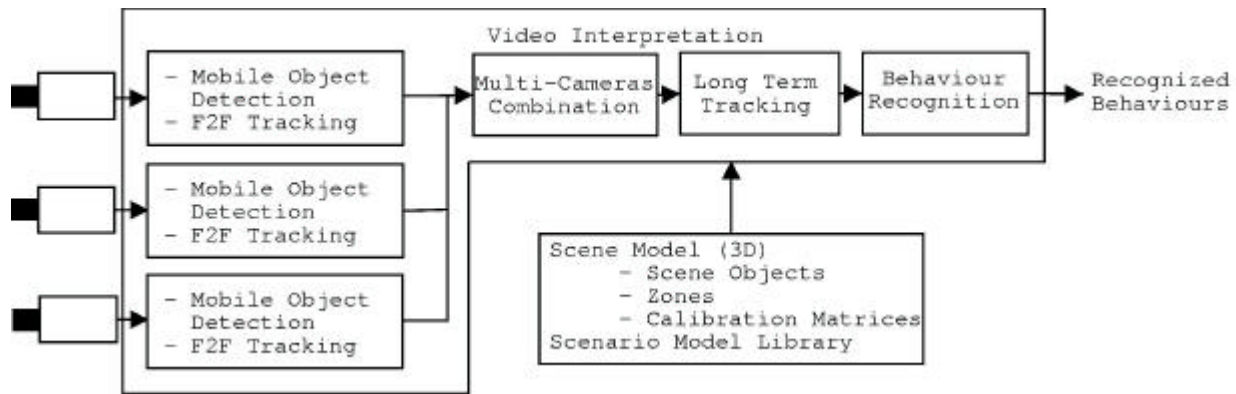 Video Interpretation
- Mobile Object
Detection
- F2F Tracking
Multi-Cameras
Combination
Long Term
Tracking
Behaviour
Recognition
Recognized
Behaviours
- Mobile Object
Detection
- F2F Tracking
- Mobile Object
Detection
- F2F Tracking
Scene Model (3D)
- Scene Objects
- Zones
- Calibration Matrices
Scenario Model Library